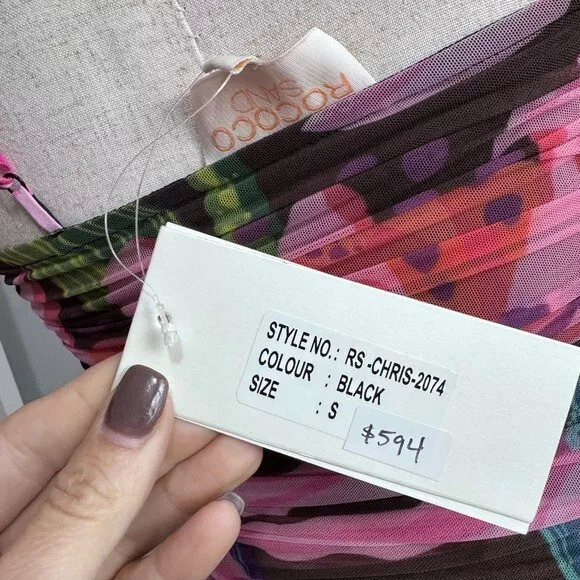 ROCOCO
SAND
STYLE NO.: RS -CHRIS-2074
COLOUR : BLACK
SIZE : S
$594